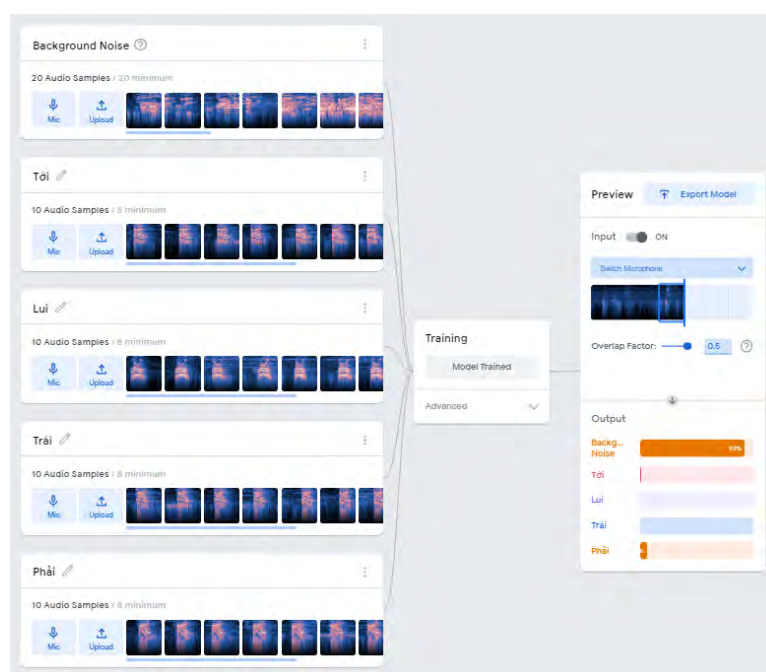 Background Noise
20 Audio Samples / 20 minimum
Mic
Upload
Tới
10 Audio Samples / 8 minimum
Mic
Upload
Lui
10 Audio Samples / 8 minimum
Mic
Upload
Trái
10 Audio Samples / 8 minimum
Mic
Upload
Phải
10 Audio Samples / 8 minimum
Mic
Upload
Training
Model Trained
Advanced
Preview
Export Model
Input ON
Switch Microphone
Overlap Factor: 0.5
Output
Backg...
Noise
Tới
Lui
Trái
Phải